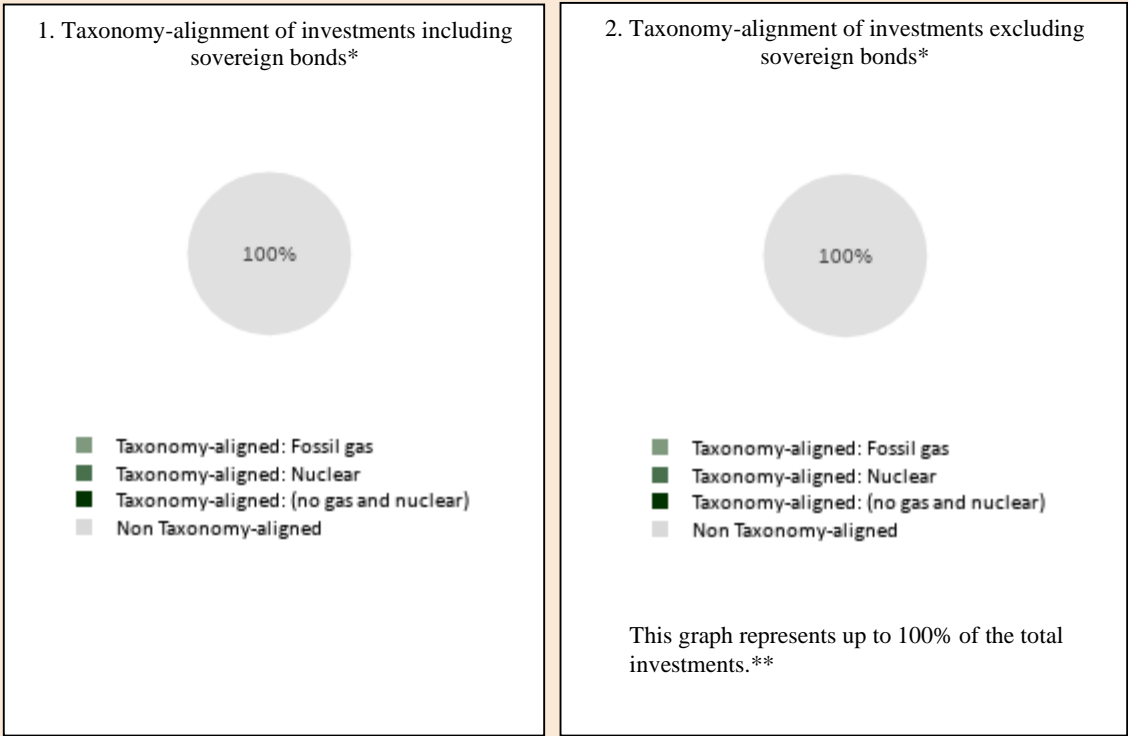 1. Taxonomy-alignment of investments including
sovereign bonds*
100%
Taxonomy-aligned: Fossil gas
Taxonomy-aligned: Nuclear
Taxonomy-aligned: (no gas and nuclear)
Non Taxonomy-aligned
2. Taxonomy-alignment of investments excluding
sovereign bonds*
100%
Taxonomy-aligned: Fossil gas
Taxonomy-aligned: Nuclear
Taxonomy-aligned: (no gas and nuclear)
Non Taxonomy-aligned
This graph represents up to 100% of the total
investments.**